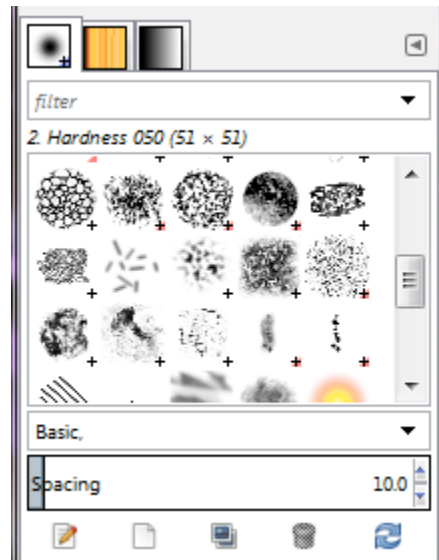 filter
2. Hardness 050 (51 × 51)
Basic,
Spacing 10.0